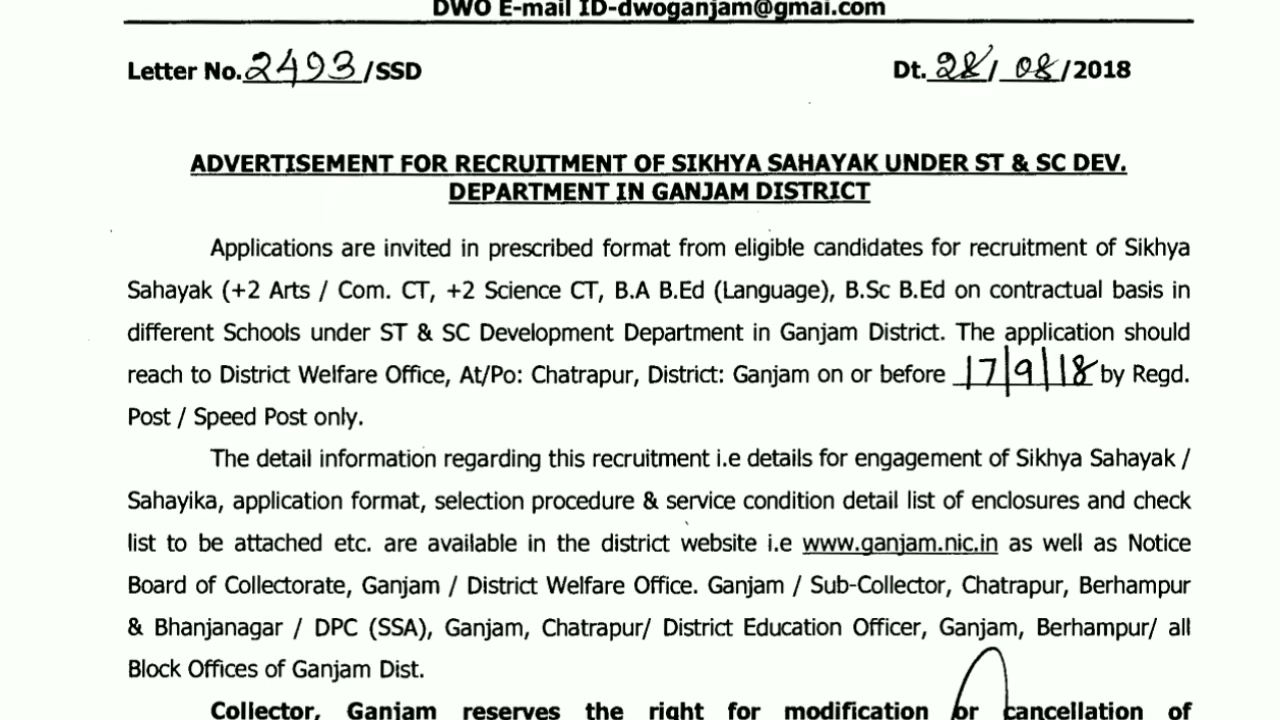 DWO E-mail ID-dwoganjam@gmai.com
Letter No. 2493/SSD Dt. 28/ 08/2018
ADVERTISEMENT FOR RECRUITMENT OF SIKHYA SAHAYAK UNDER ST & SC DEV.
DEPARTMENT IN GANJAM DISTRICT
Applications are invited in prescribed format from eligible candidates for recruitment of Sikhya
Sahayak (+2 Arts / Com. CT, +2 Science CT, B.A B.Ed (Language), B.Sc B.Ed on contractual basis in
different Schools under ST & SC Development Department in Ganjam District. The application should
reach to District Welfare Office, At/Po: Chatrapur, District: Ganjam on or before 17/9/18 by Regd.
Post / Speed Post only.
The detail information regarding this recruitment i.e details for engagement of Sikhya Sahayak /
Sahayika, application format, selection procedure & service condition detail list of enclosures and check
list to be attached etc. are available in the district website i.e www.ganjam.nic.in as well as Notice
Board of Collectorate, Ganjam / District Welfare Office. Ganjam / Sub-Collector, Chatrapur, Berhampur
& Bhanjanagar / DPC (SSA), Ganjam, Chatrapur/ District Education Officer, Ganjam, Berhampur/ all
Block Offices of Ganjam Dist.
Collector, Ganjam reserves the right for modification or cancellation of